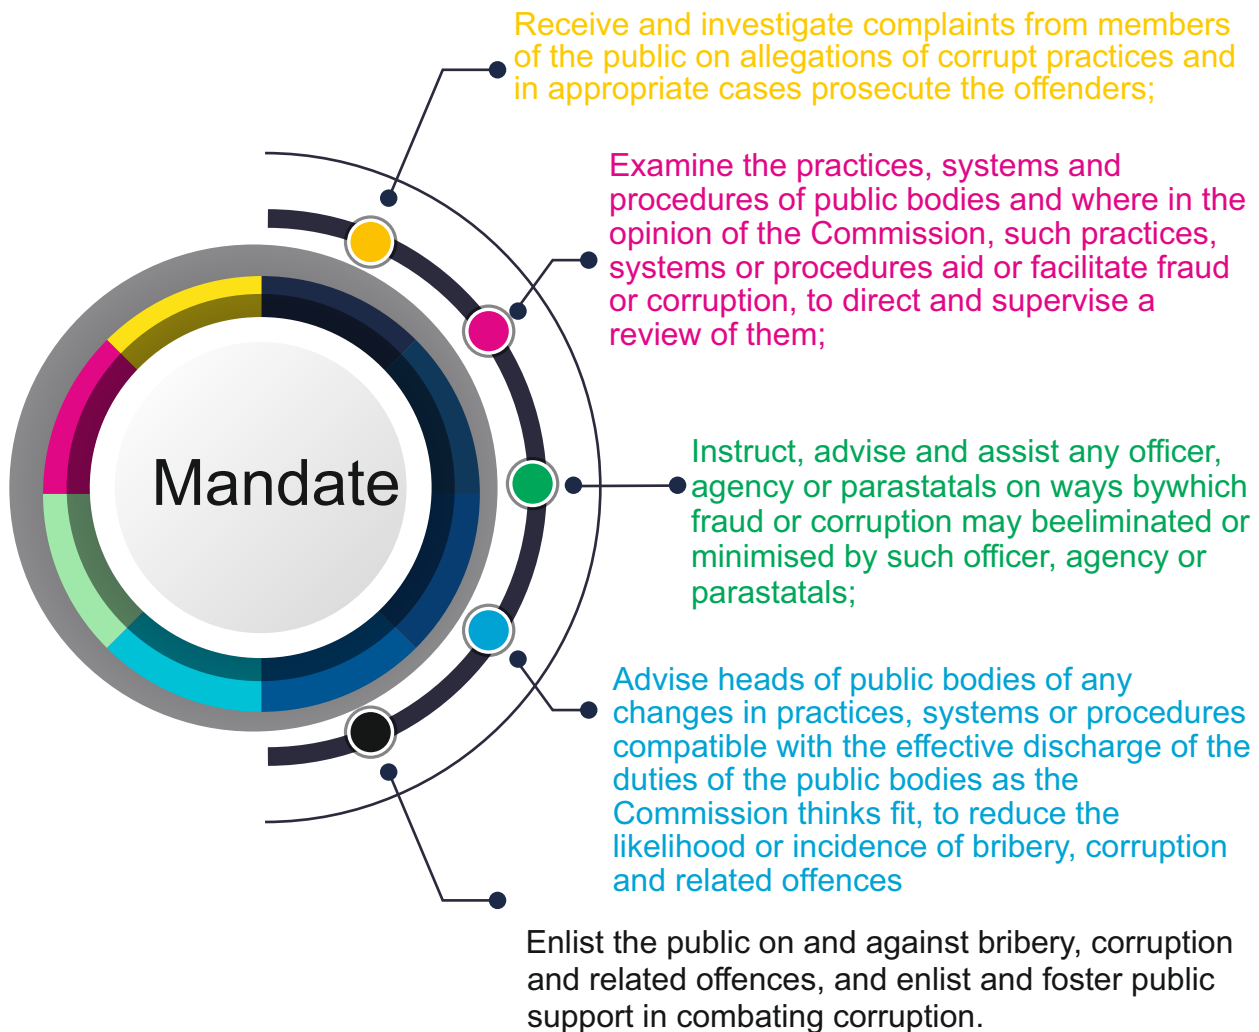 Receive and investigate complaints from members
of the public on allegations of corrupt practices and
in appropriate cases prosecute the offenders;
Examine the practices, systems and
procedures of public bodies and where in the
opinion of the Commission, such practices,
systems or procedures aid or facilitate fraud
or corruption, to direct and supervise a
review of them;
Mandate
Instruct, advise and assist any officer,
agency or parastatals on ways bywhich
fraud or corruption may beeliminated or
minimised by such officer, agency or
parastatals;
Advise heads of public bodies of any
changes in practices, systems or procedures
compatible with the effective discharge of the
duties of the public bodies as the
Commission thinks fit, to reduce the
likelihood or incidence of bribery, corruption
and related offences
Enlist the public on and against bribery, corruption
and related offences, and enlist and foster public
support in combating corruption.